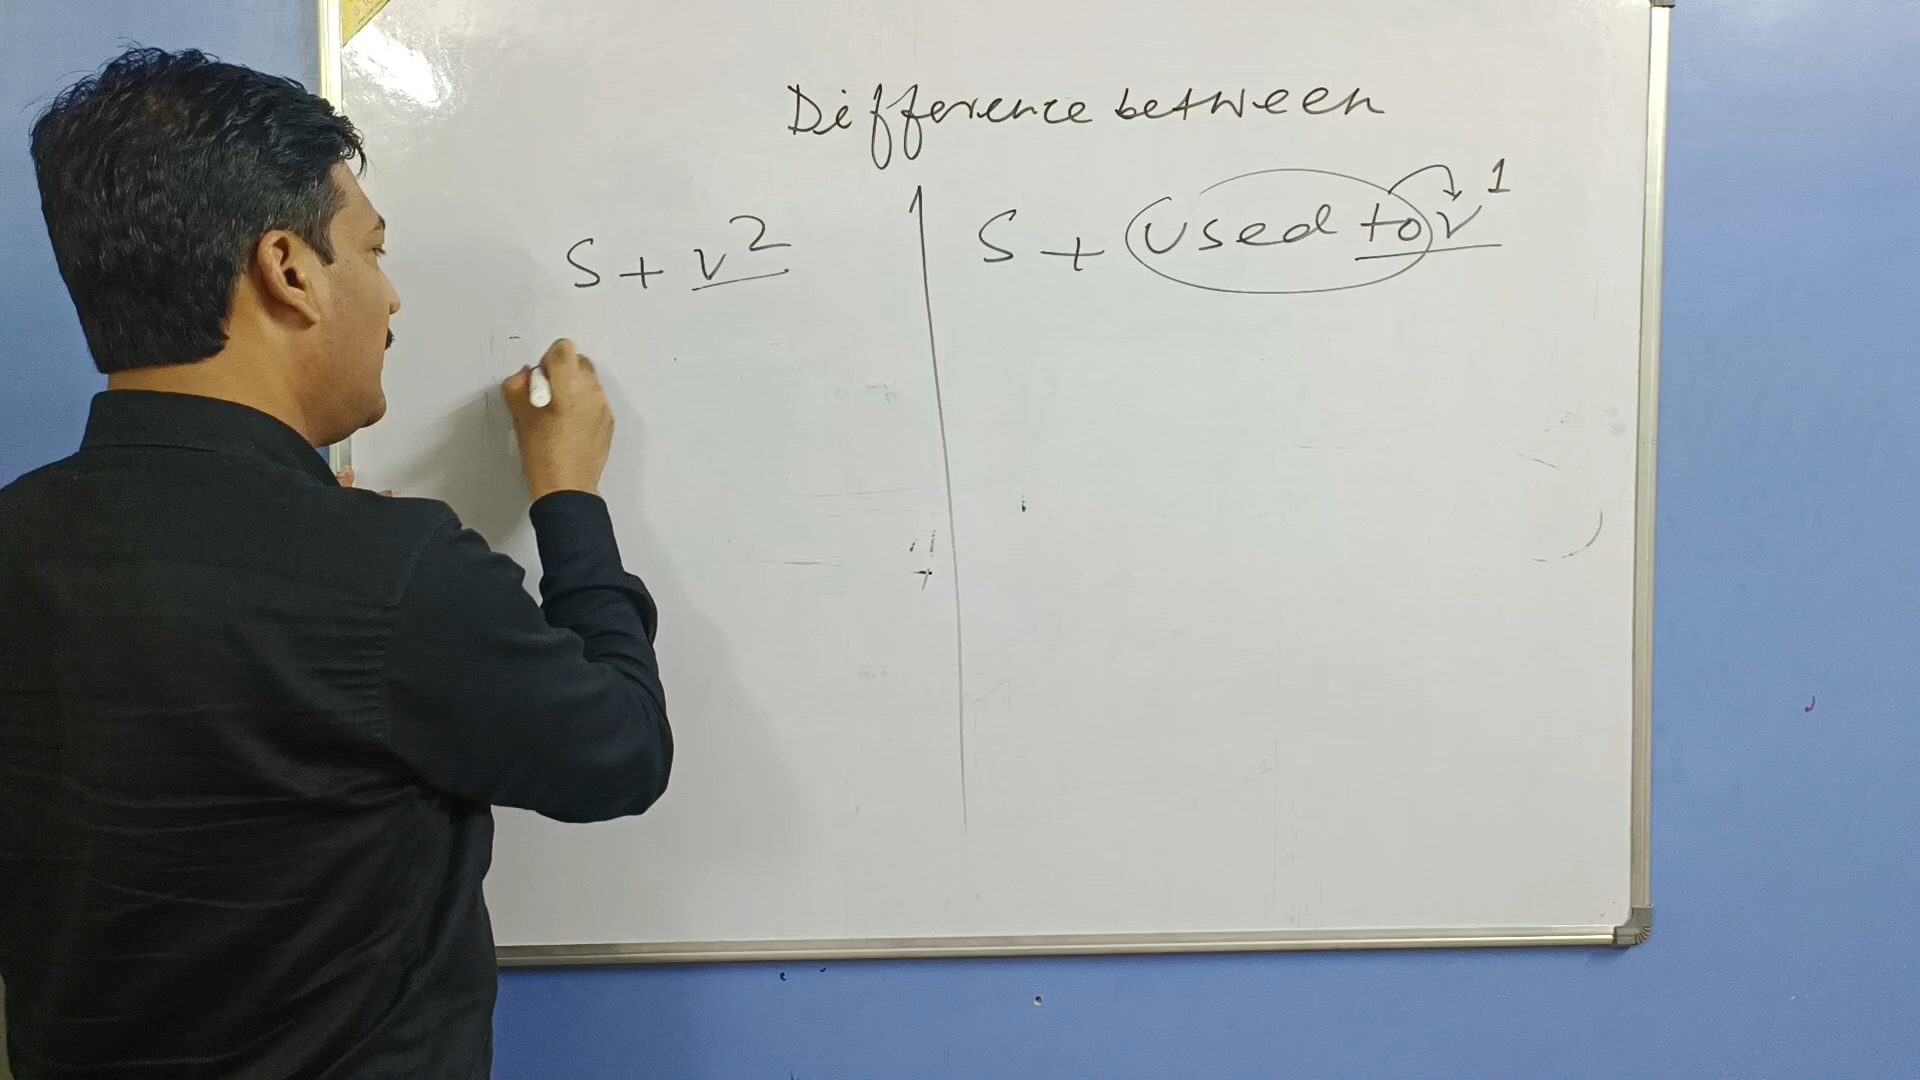 Difference between
S + v²
S + used to v¹